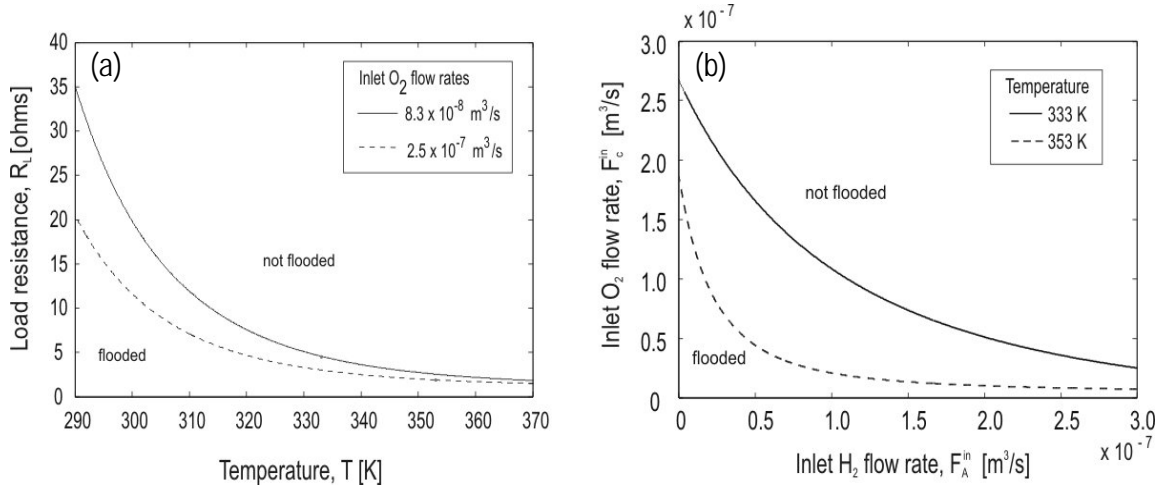 (a)
Load resistance, R_L [ohms]
40
35
30
25
20
15
10
5
0
Inlet O₂ flow rates
8.3 x 10⁻⁸ m³/s
2.5 x 10⁻⁷ m³/s
not flooded
flooded
290 300 310 320 330 340 350 360 370
Temperature, T [K]
x 10⁻⁷
(b)
Inlet O₂ flow rate, F_c^in [m³/s]
3.0
2.5
2.0
1.5
1.0
0.5
0
Temperature
333 K
353 K
not flooded
flooded
0 0.5 1.0 1.5 2.0 2.5 3.0
x 10⁻⁷
Inlet H₂ flow rate, F_A^in [m³/s]